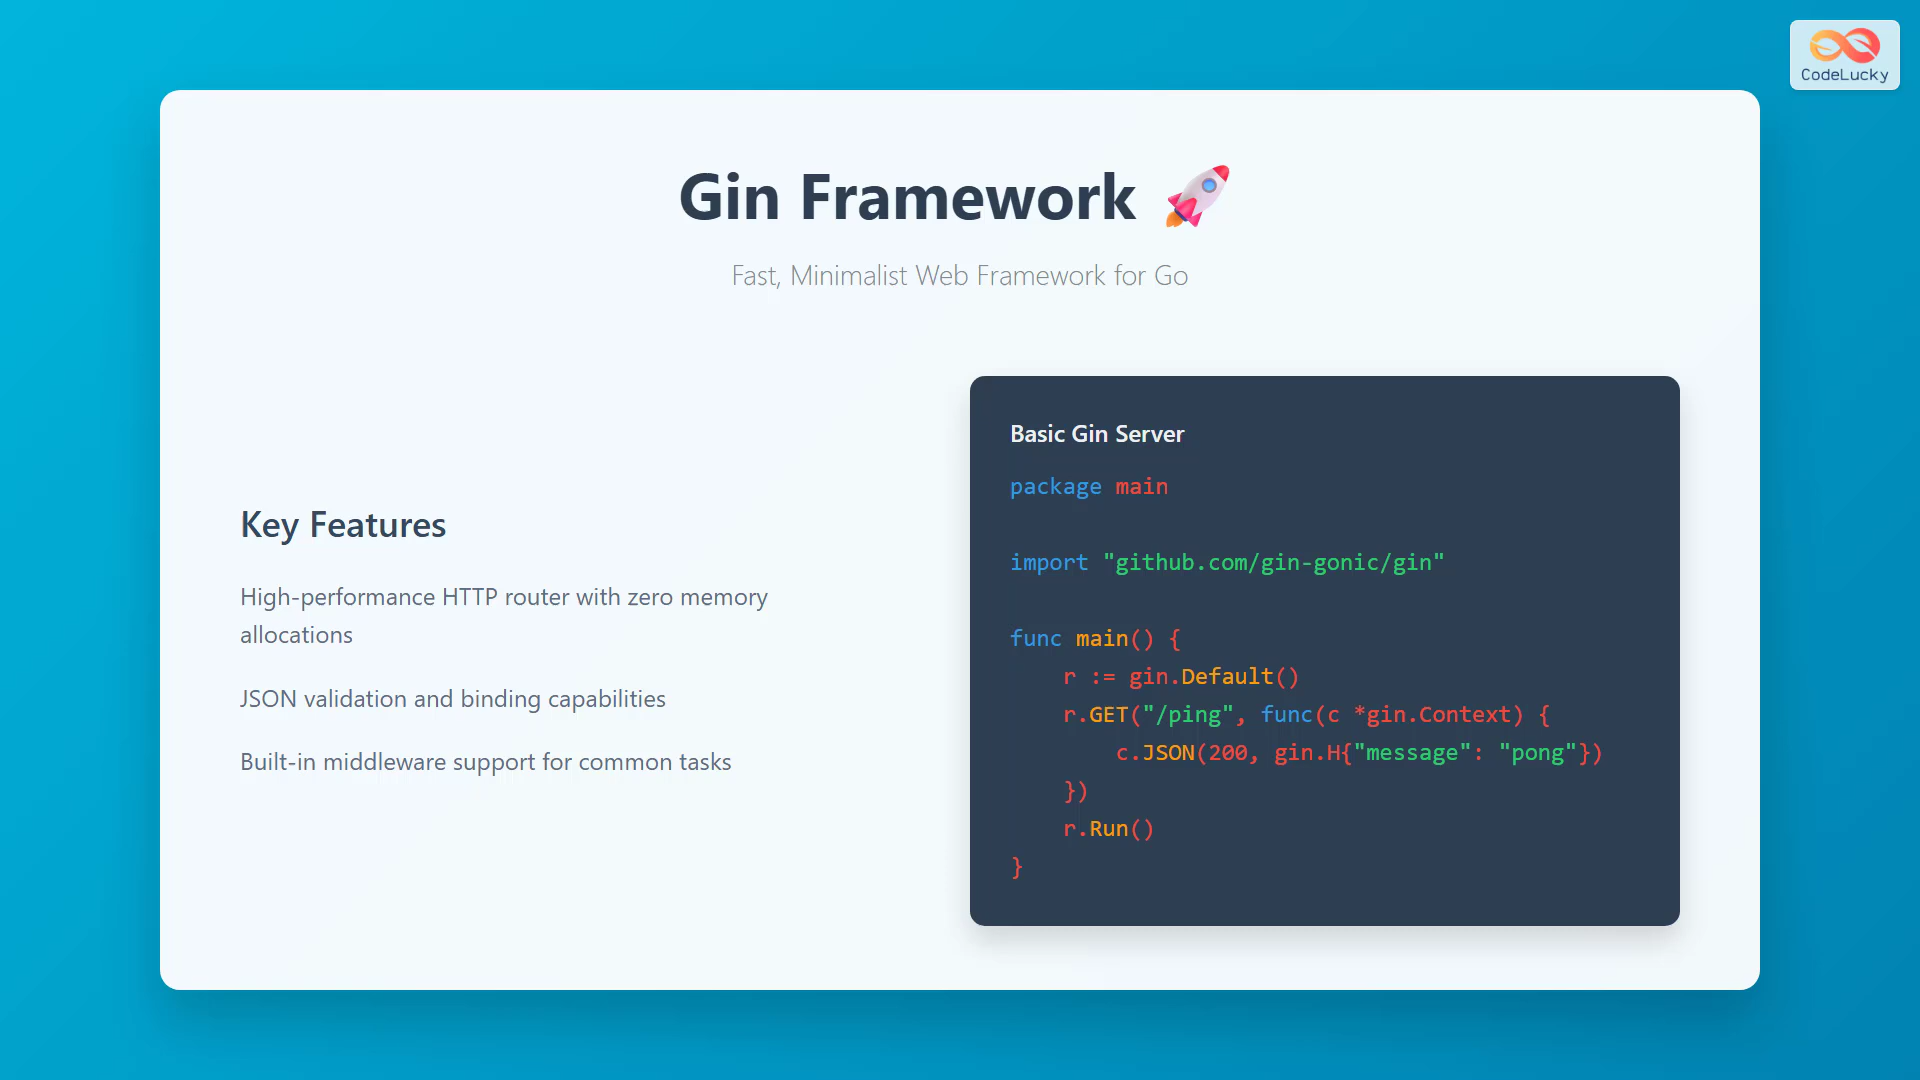 CodeLucky
Gin Framework 🚀
Fast, Minimalist Web Framework for Go
Key Features
High-performance HTTP router with zero memory
allocations
JSON validation and binding capabilities
Built-in middleware support for common tasks
Basic Gin Server
package main
import "github.com/gin-gonic/gin"
func main() {
    r := gin.Default()
    r.GET("/ping", func(c *gin.Context) {
        c.JSON(200, gin.H{"message": "pong"})
    })
    r.Run()
}